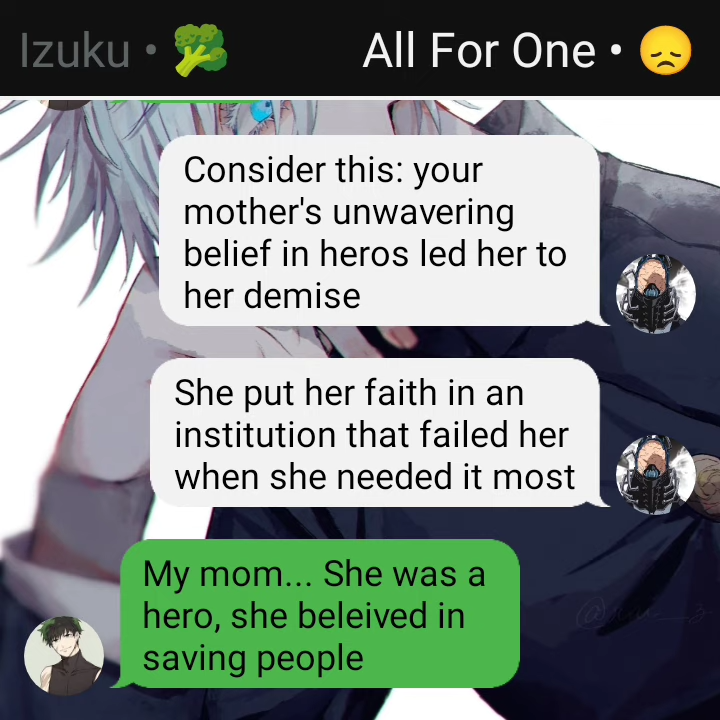 Izuku • 🥦
All For One • 😞
Consider this: your
mother's unwavering
belief in heros led her to
her demise
She put her faith in an
institution that failed her
when she needed it most
My mom... She was a
hero, she beleived in
saving people